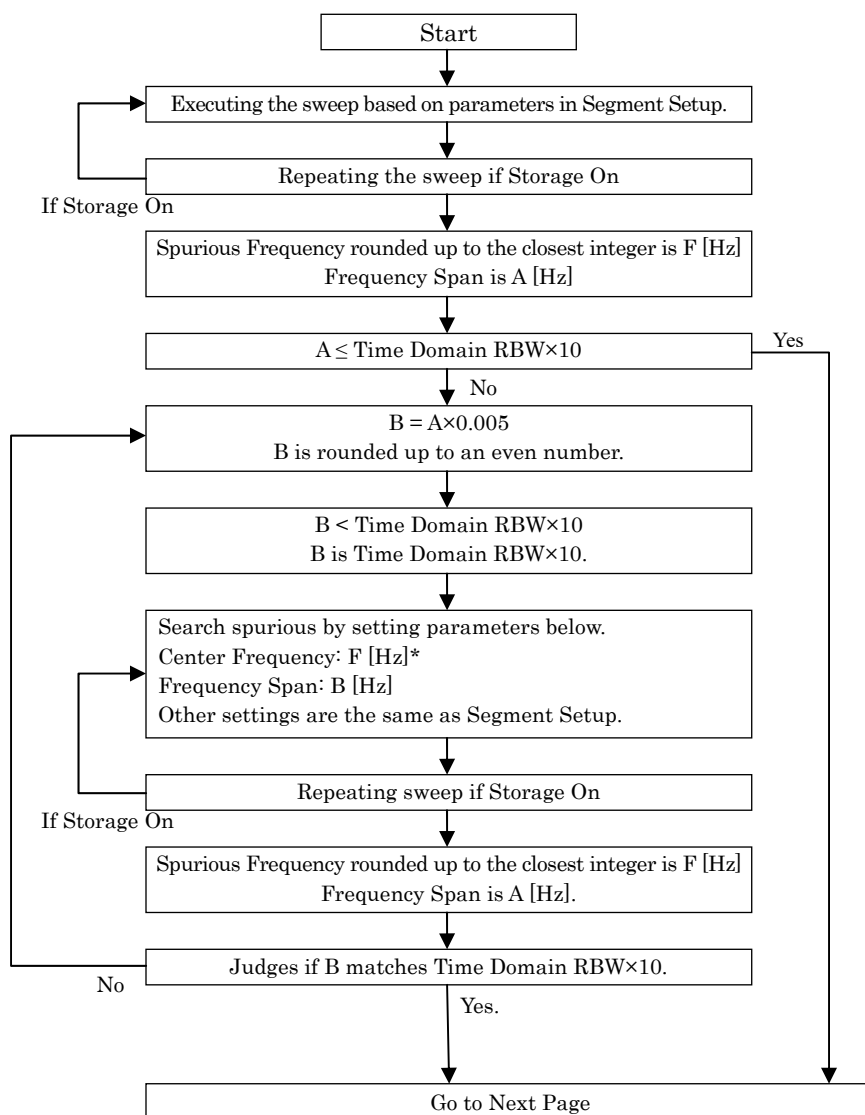 Start
Executing the sweep based on parameters in Segment Setup.
Repeating the sweep if Storage On
If Storage On
Spurious Frequency rounded up to the closest integer is F [Hz]
Frequency Span is A [Hz]
A ≤ Time Domain RBW×10
Yes
No
B = A×0.005
B is rounded up to an even number.
B < Time Domain RBW×10
B is Time Domain RBW×10.
Search spurious by setting parameters below.
Center Frequency: F [Hz]*
Frequency Span: B [Hz]
Other settings are the same as Segment Setup.
Repeating sweep if Storage On
If Storage On
Spurious Frequency rounded up to the closest integer is F [Hz]
Frequency Span is A [Hz].
Judges if B matches Time Domain RBW×10.
No
Yes.
Go to Next Page